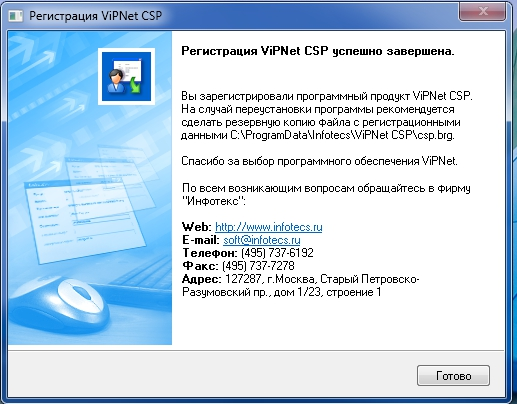 Регистрация ViPNet CSP
Регистрация ViPNet CSP успешно завершена.
Вы зарегистрировали программный продукт ViPNet CSP.
На случай переустановки программы рекомендуется
сделать резервную копию файла с регистрационными
данными C:\ProgramData\Infotecs\ViPNet CSP\csp.brg.
Спасибо за выбор программного обеспечения ViPNet.
По всем возникающим вопросам обращайтесь в фирму
"Инфотекс":
Web: http://www.infotecs.ru
E-mail: soft@infotecs.ru
Телефон: (495) 737-6192
Факс: (495) 737-7278
Адрес: 127287, г.Москва, Старый Петровско-
Разумовский пр., дом 1/23, строение 1
Готово